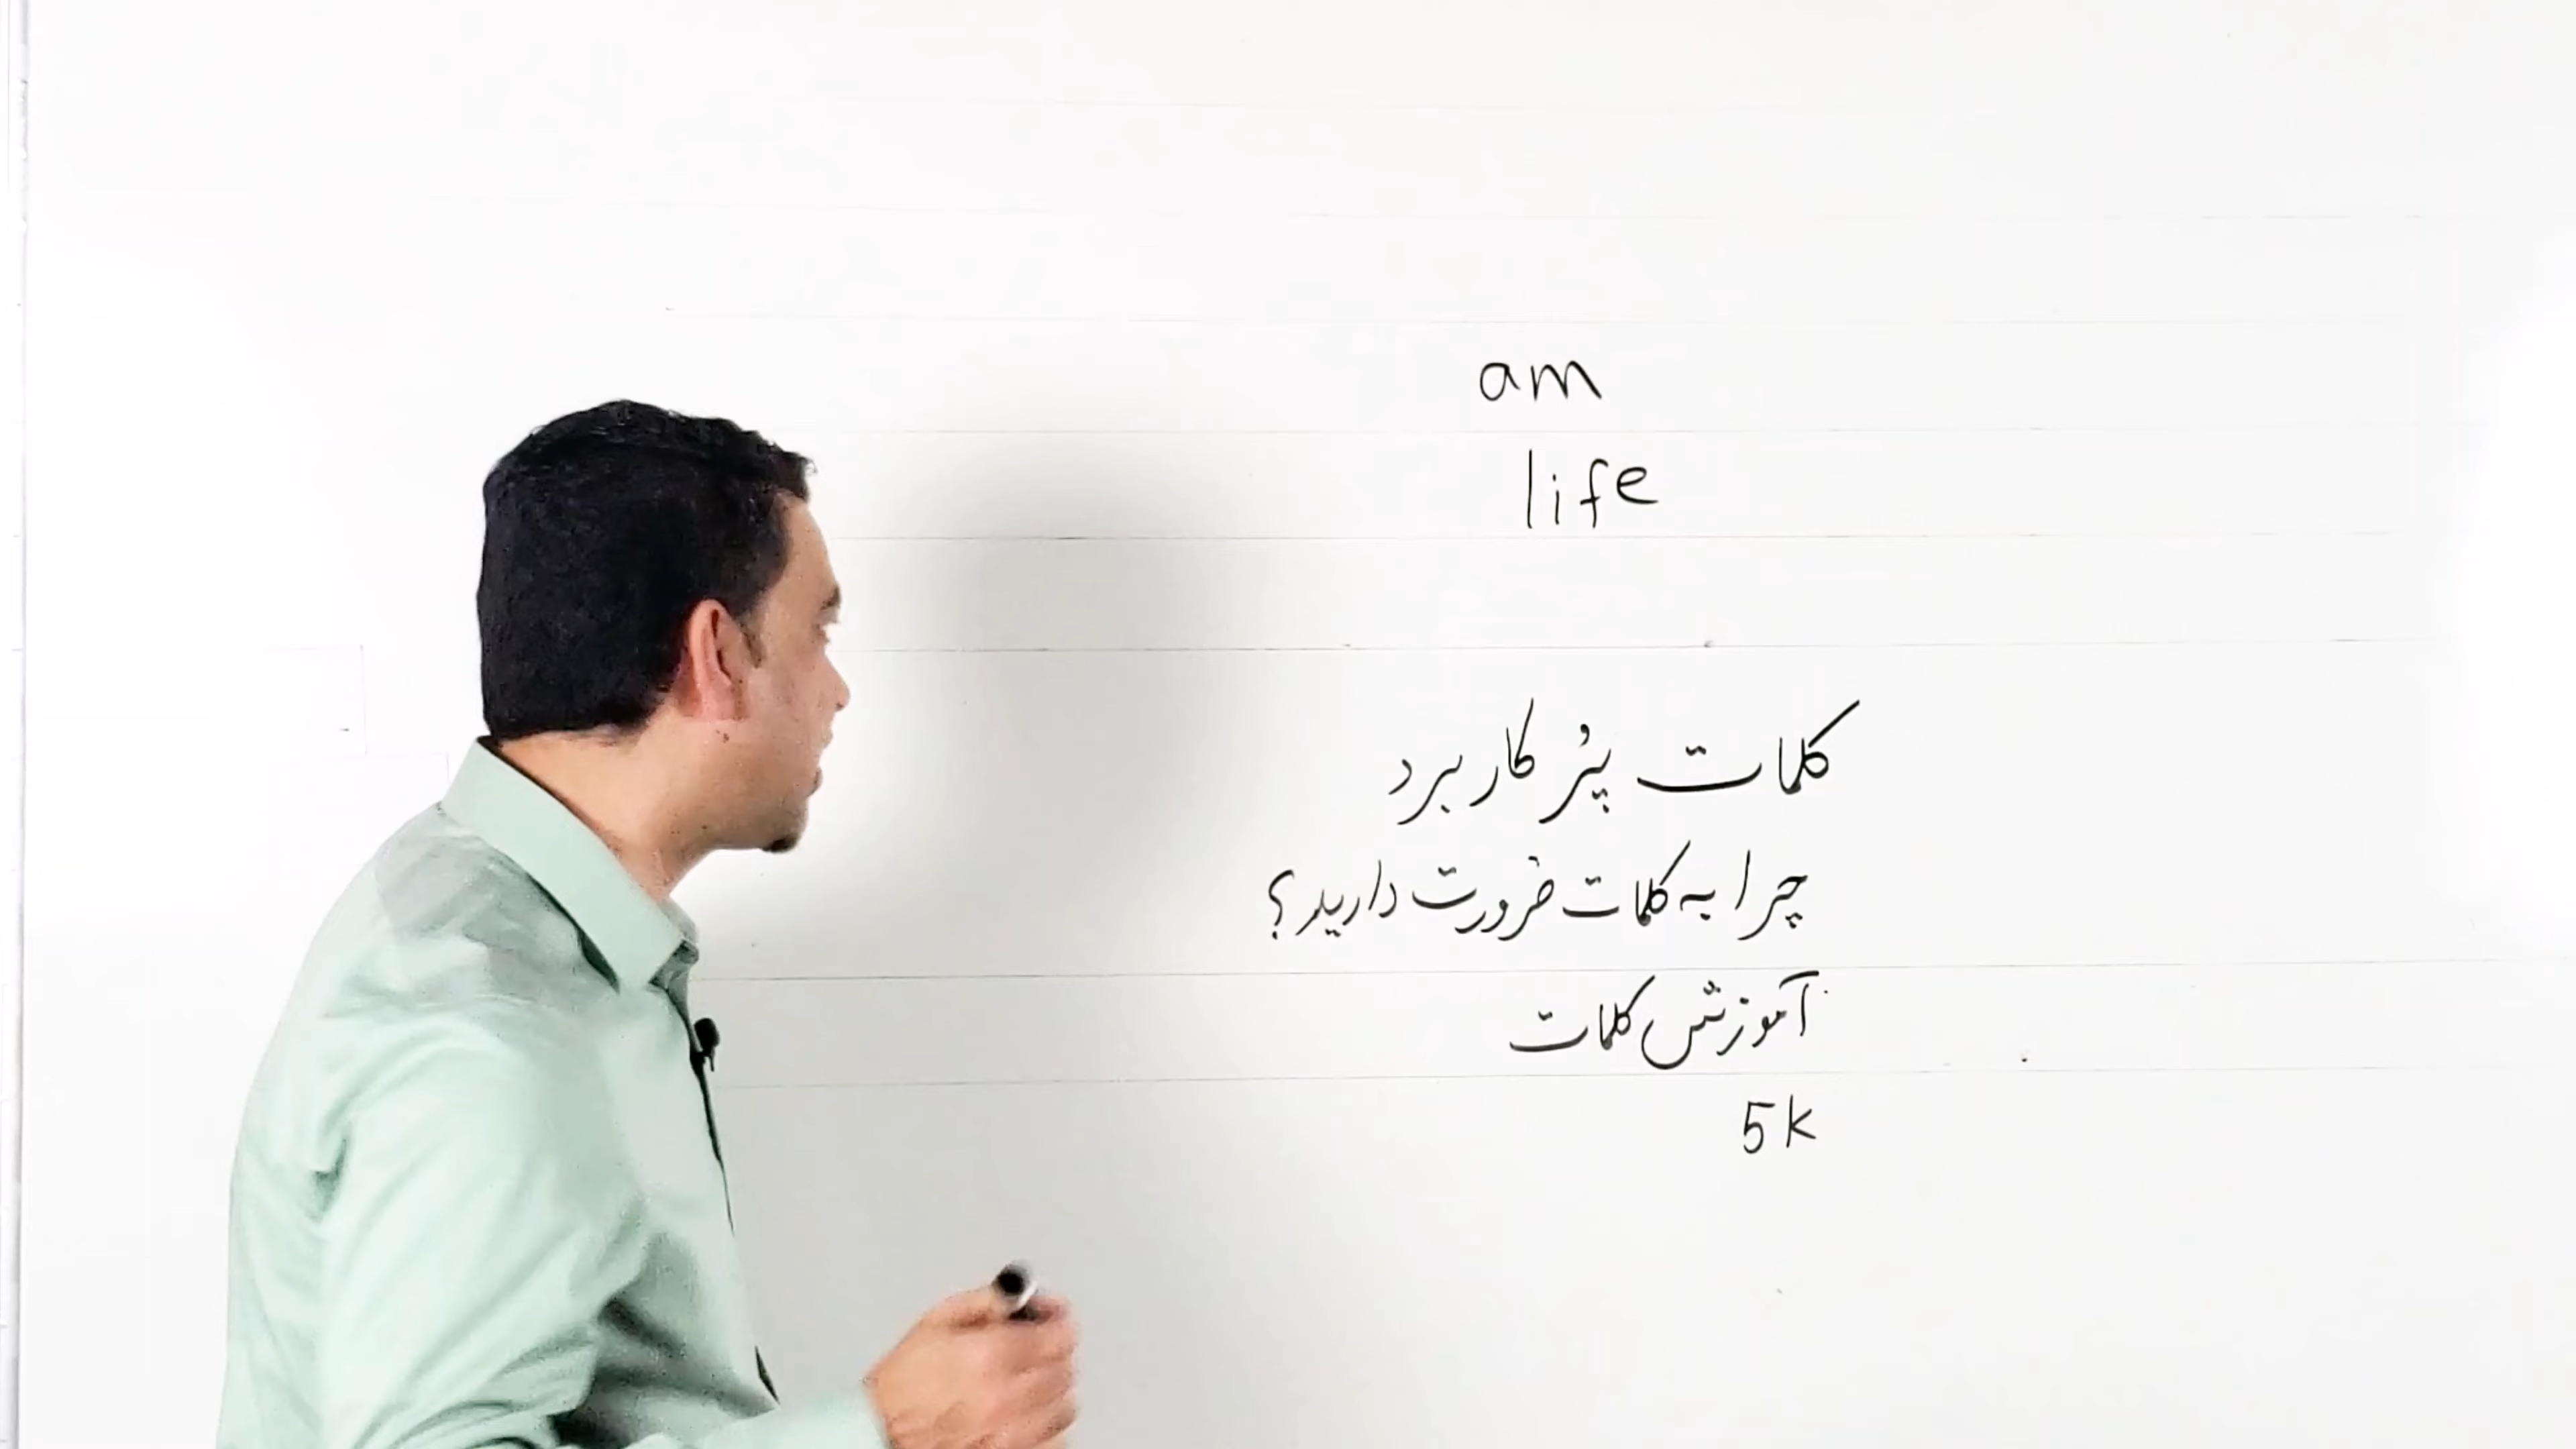 am
life
کلمات پُر کاربرد
چرا به کلمات ضرورت دارید؟
آموزش کلمات
5k